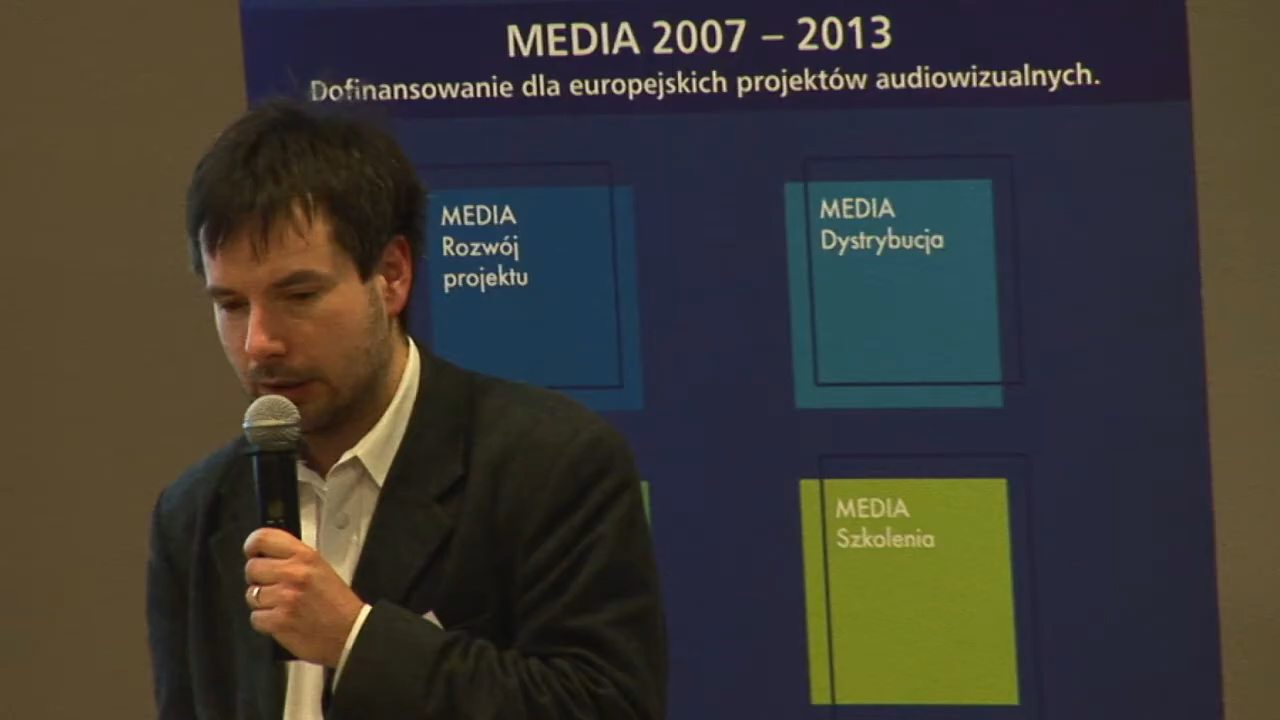 MEDIA 2007 – 2013
Dofinansowanie dla europejskich projektów audiowizualnych.
MEDIA
Rozwój
projektu
MEDIA
Dystrybucja
MEDIA
Szkolenia